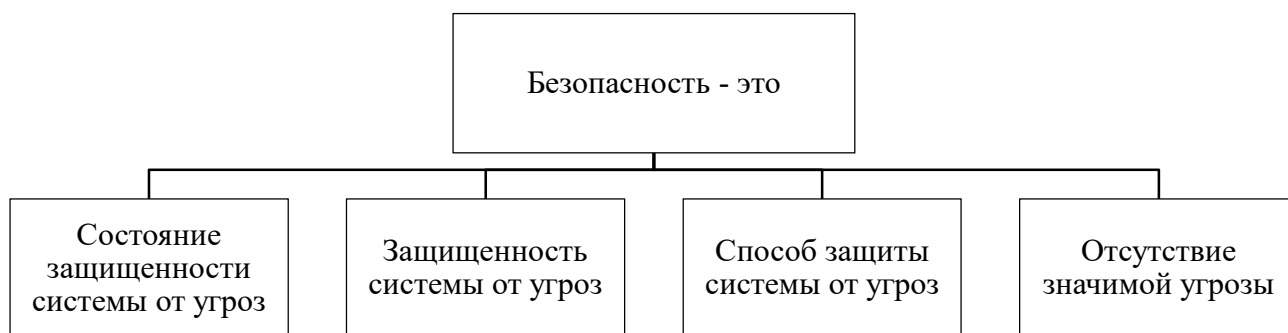 Безопасность - это
Состояние
защищенности
системы от угроз
Защищенность
системы от угроз
Способ защиты
системы от угроз
Отсутствие
значимой угрозы